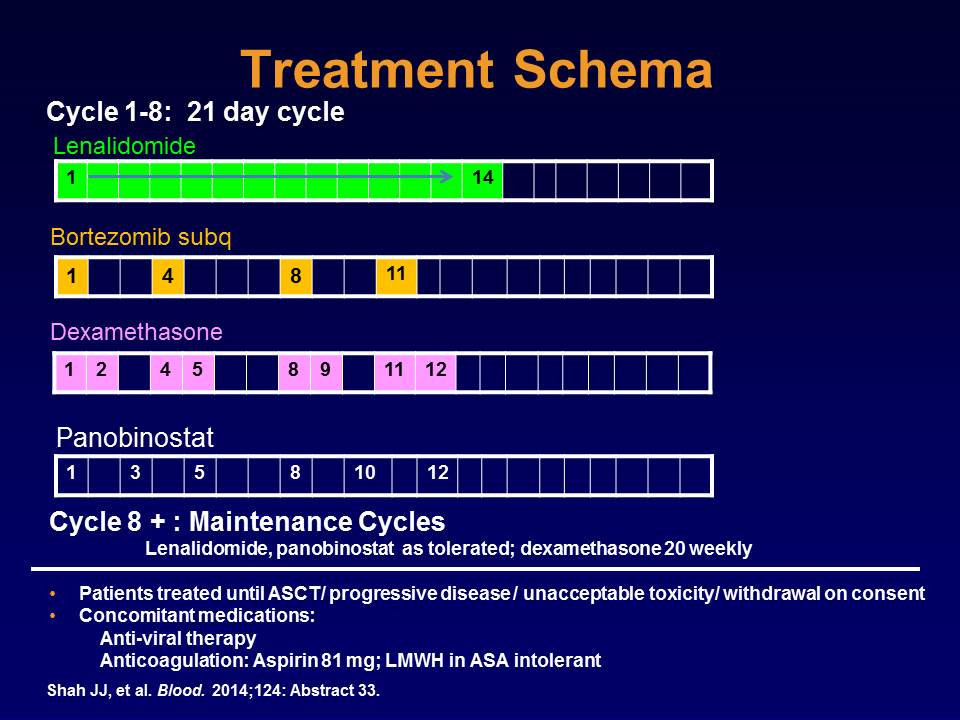 Treatment Schema
Cycle 1-8: 21 day cycle
Lenalidomide
1 14
Bortezomib subq
1 4 8 11
Dexamethasone
1 2 4 5 8 9 11 12
Panobinostat
1 3 5 8 10 12
Cycle 8 + : Maintenance Cycles
Lenalidomide, panobinostat as tolerated; dexamethasone 20 weekly
• Patients treated until ASCT/ progressive disease / unacceptable toxicity/ withdrawal on consent
• Concomitant medications:
Anti-viral therapy
Anticoagulation: Aspirin 81 mg; LMWH in ASA intolerant
Shah JJ, et al. Blood. 2014;124: Abstract 33.